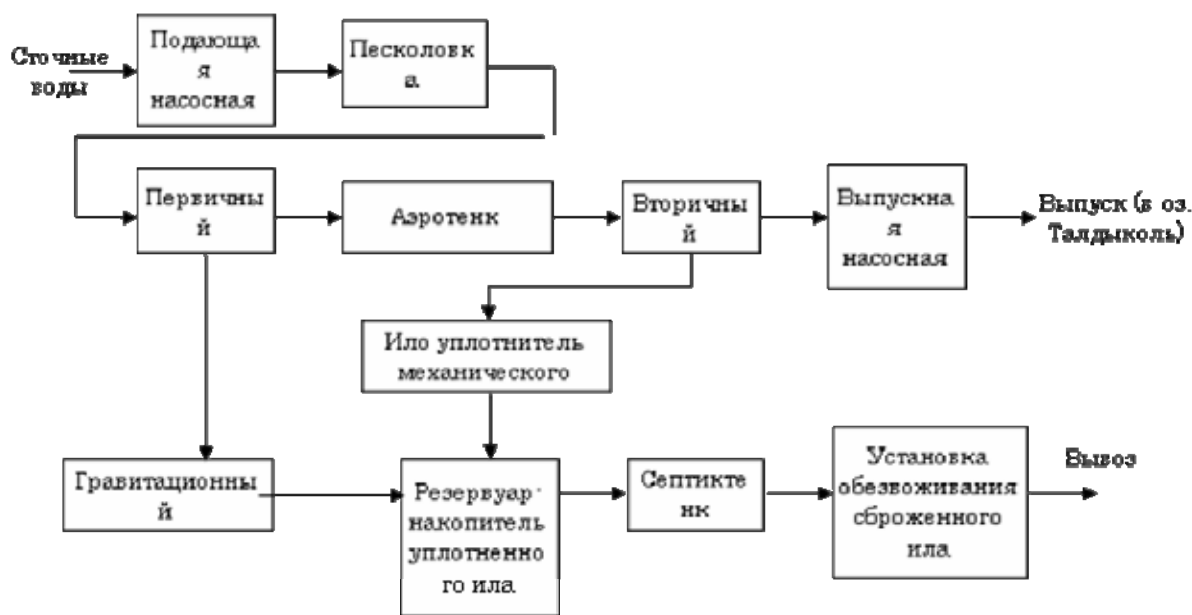 Сточные
воды
Подающа
я
насосная
Песколовк
а
Первичны
й
Аэротенк
Вторичны
й
Выпускна
я
насосная
Выпуск (в оз.
Талдыколь)
Ило уплотнитель
механического
Гравитационны
й
Резервуар-
накопитель
уплотненно
го ила
Септикте
нк
Установка
обезвоживания
сброженного
ила
Вывоз